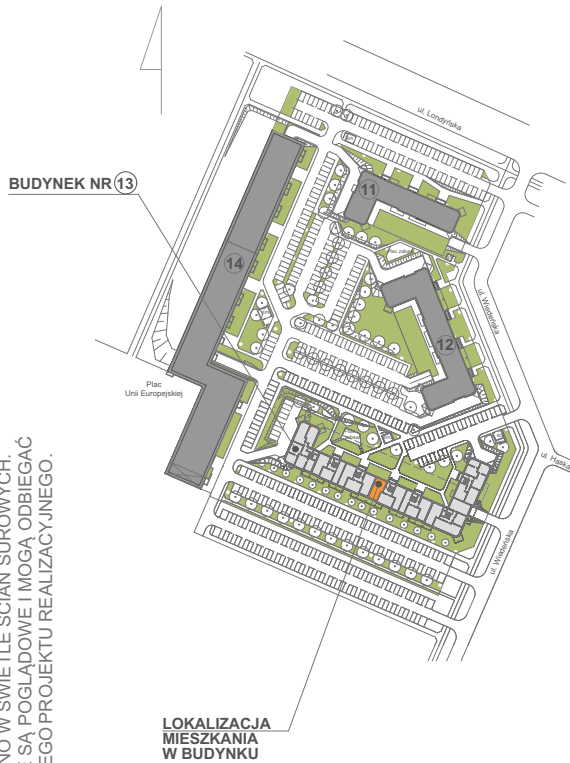 ul. Londyńska
BUDYNEK NR 13
11
14
ul. Wiedeńska
12
Plac
Unii Europejskiej
ul. Haska
ul. Wiedeńska
NO W ŚWIETLE ŚCIAN SUROWYCH.
SĄ POGLĄDOWE I MOGĄ ODBIEGAĆ
EGO PROJEKTU REALIZACYJNEGO.
LOKALIZACJA
MIESZKANIA
W BUDYNKU